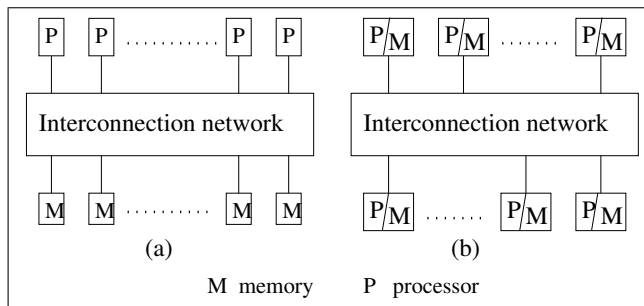 P P ............ P P P/M P/M ........ P/M
Interconnection network Interconnection network
M M ............ M M P/M ....... P/M P/M
(a) (b)
M memory P processor